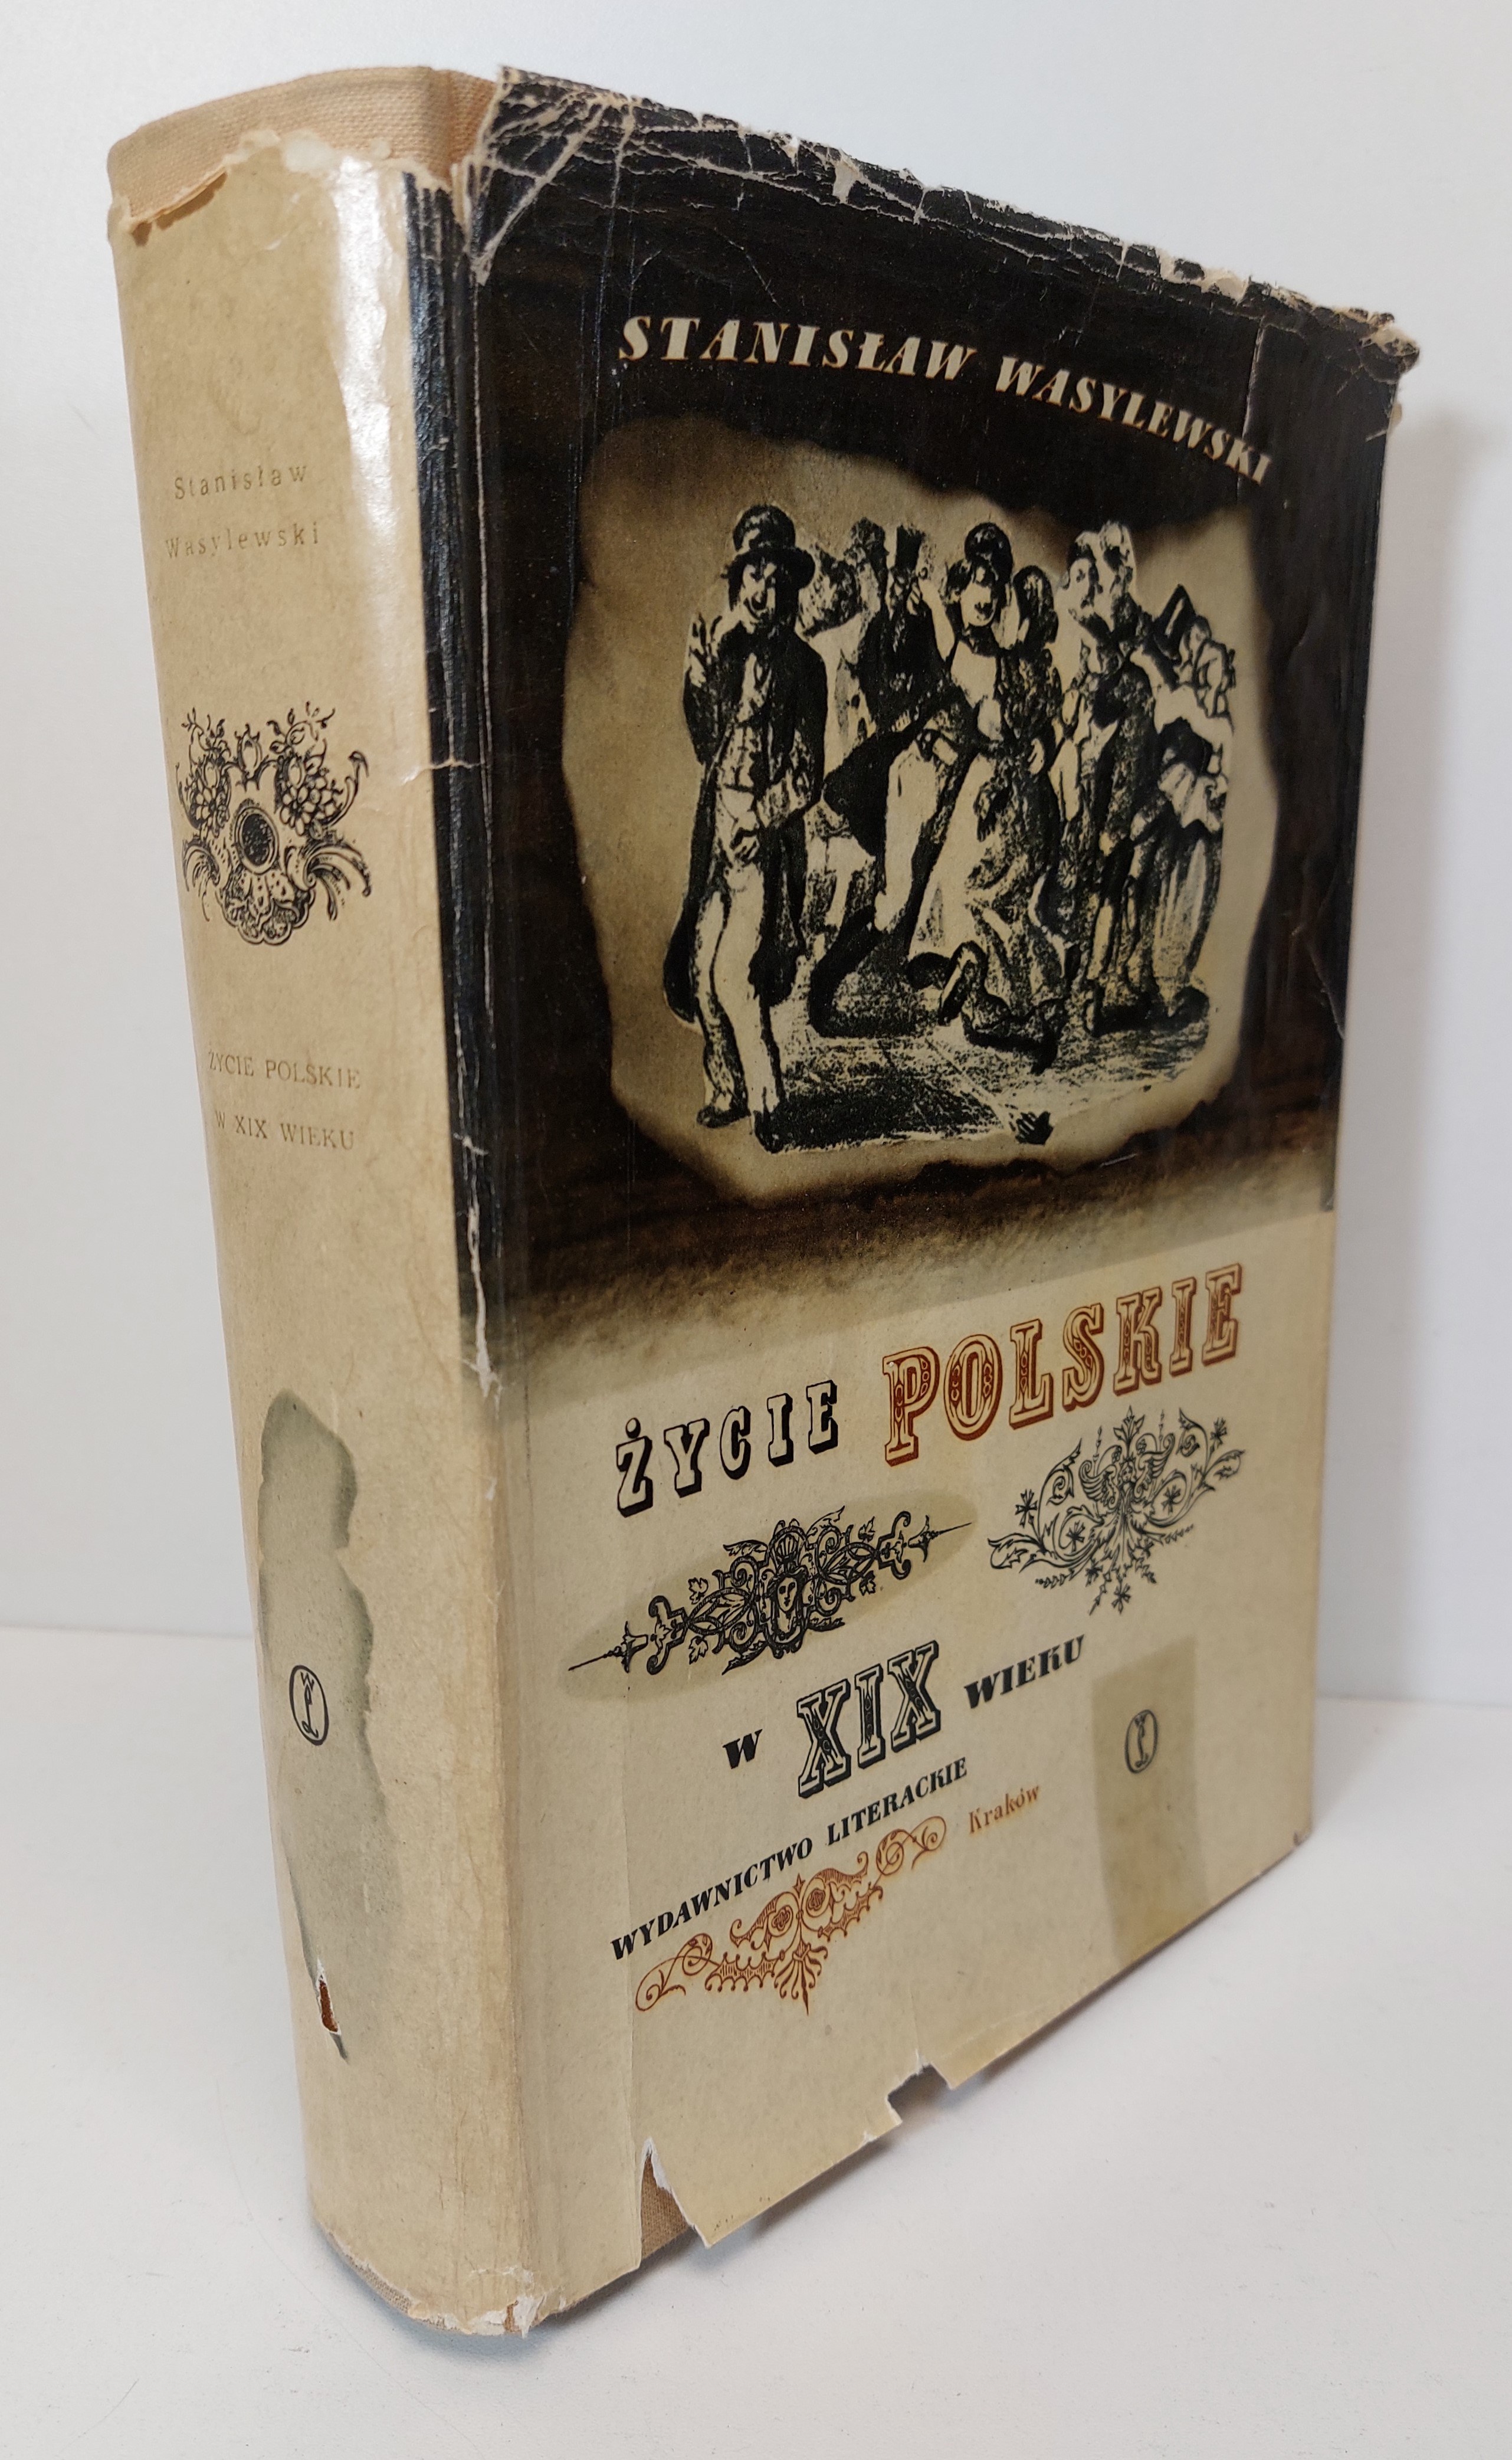 Stanisław
Wasylewski
ŻYCIE POLSKIE
W XIX WIEKU
STANISŁAW WASYLEWSKI
ŻYCIE POLSKIE
W XIX WIEKU
WYDAWNICTWO LITERACKIE Kraków